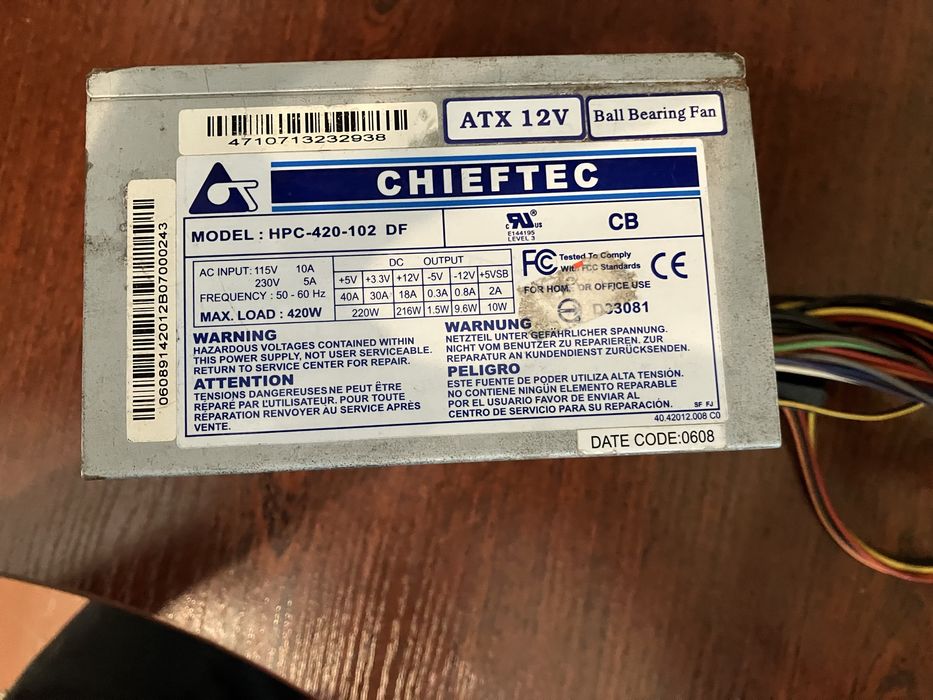 4710713232938
ATX 12V
Ball Bearing Fan
06089142012B07000243
CHIEFTEC
MODEL : HPC-420-102 DF
c RU® US
E144195
LEVEL 3
CB
AC INPUT: 115V 10A
230V 5A
FREQUENCY : 50 - 60 Hz
MAX. LOAD : 420W
DC OUTPUT
+5V +3.3V +12V -5V -12V +5VSB
40A 30A 18A 0.3A 0.8A 2A
220W 216W 1.5W 9.6W 10W
FC Tested To Comply
With FCC Standards
FOR HOME OR OFFICE USE
CE
D33081
WARNING
HAZARDOUS VOLTAGES CONTAINED WITHIN
THIS POWER SUPPLY, NOT USER SERVICEABLE.
RETURN TO SERVICE CENTER FOR REPAIR.
ATTENTION
TENSIONS DANGEREUSES NE PEUT ÊTRE
REPARÉ PAR L'UTILISATEUR. POUR TOUTE
RÉPARATION RENVOYER AU SERVICE APRÈS
VENTE.
WARNUNG
NETZTEIL UNTER GEFÄHRLICHER SPANNUNG.
NICHT VOM BENUTZER ZU REPARIEREN. ZUR
REPARATUR AN KUNDENDIENST ZURÜCKSENDEN.
PELIGRO
ESTE FUENTE DE PODER UTILIZA ALTA TENSIÓN.
NO CONTIENE NINGÚN ELEMENTO REPARABLE
POR EL USUARIO FAVOR DE ENVIAR AL
CENTRO DE SERVICIO PARA SU REPARACIÓN.
SF FJ
40.42012.008 C0
DATE CODE:0608